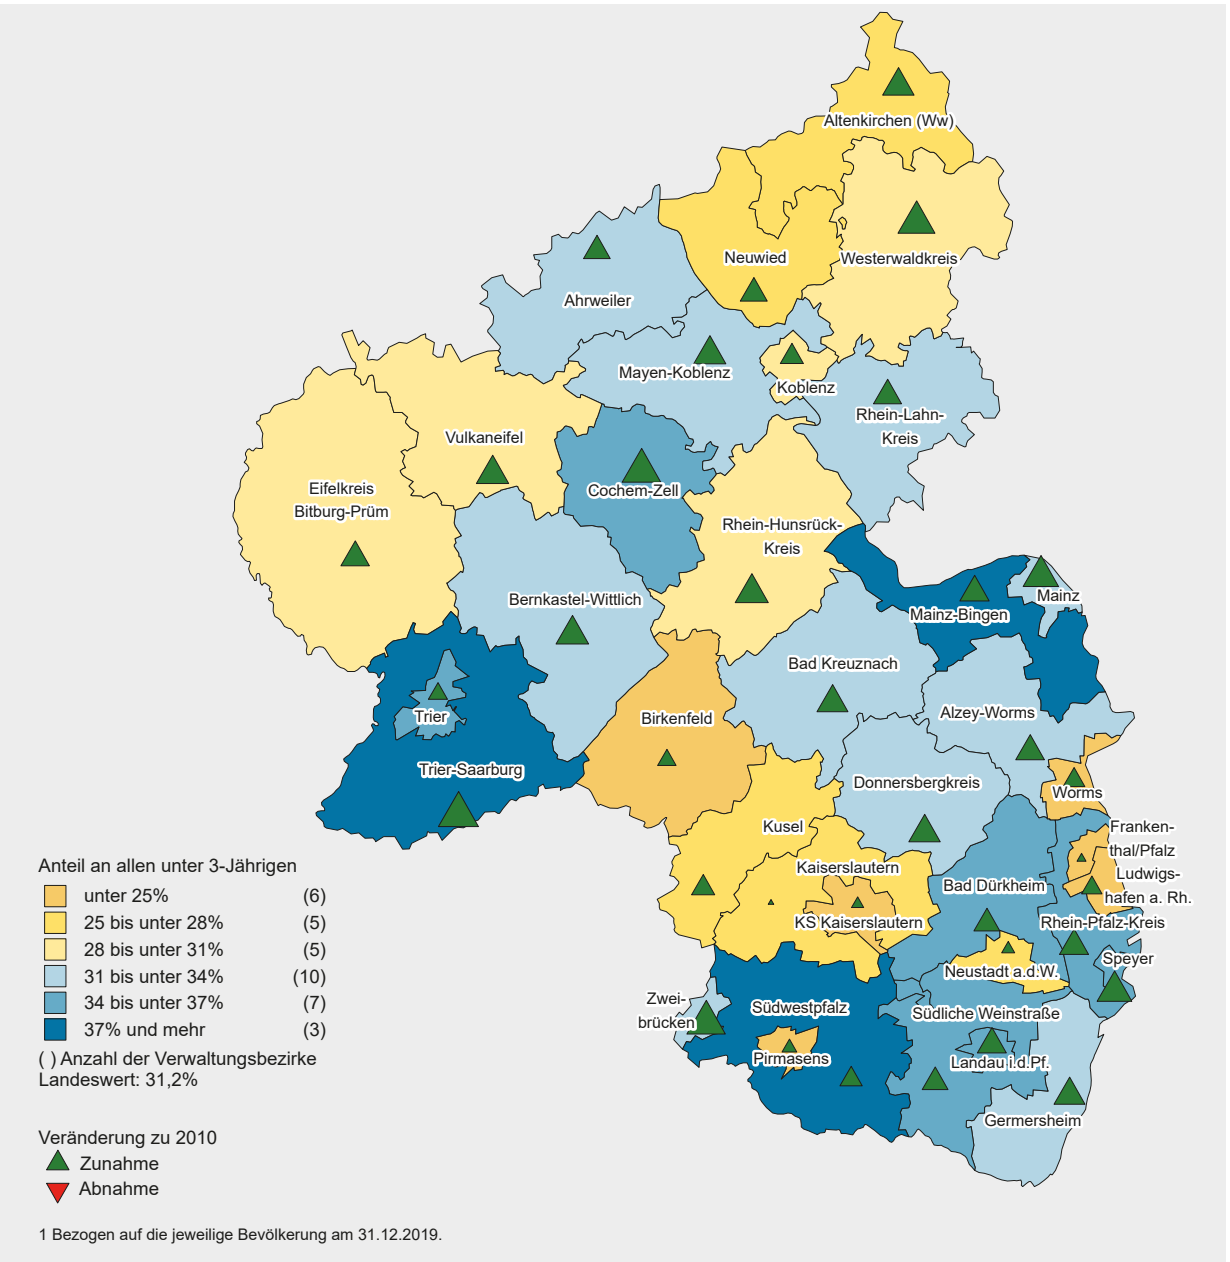 Altenkirchen (Ww)
Neuwied
Westerwaldkreis
Ahrweiler
Mayen-Koblenz
Koblenz
Rhein-Lahn-
Kreis
Vulkaneifel
Cochem-Zell
Eifelkreis
Bitburg-Prüm
Rhein-Hunsrück-
Kreis
Bernkastel-Wittlich
Mainz
Mainz-Bingen
Bad Kreuznach
Trier
Birkenfeld
Alzey-Worms
Trier-Saarburg
Donnersbergkreis
Worms
Kusel
Franken-
thal/Pfalz
Kaiserslautern
Ludwigs-
hafen a. Rh.
Bad Dürkheim
KS Kaiserslautern
Rhein-Pfalz-Kreis
Speyer
Neustadt a.d.W.
Zwei-
brücken
Südwestpfalz
Südliche Weinstraße
Pirmasens
Landau i.d.Pf.
Germersheim
Anteil an allen unter 3-Jährigen
unter 25% (6)
25 bis unter 28% (5)
28 bis unter 31% (5)
31 bis unter 34% (10)
34 bis unter 37% (7)
37% und mehr (3)
( ) Anzahl der Verwaltungsbezirke
Landeswert: 31,2%
Veränderung zu 2010
Zunahme
Abnahme
1 Bezogen auf die jeweilige Bevölkerung am 31.12.2019.